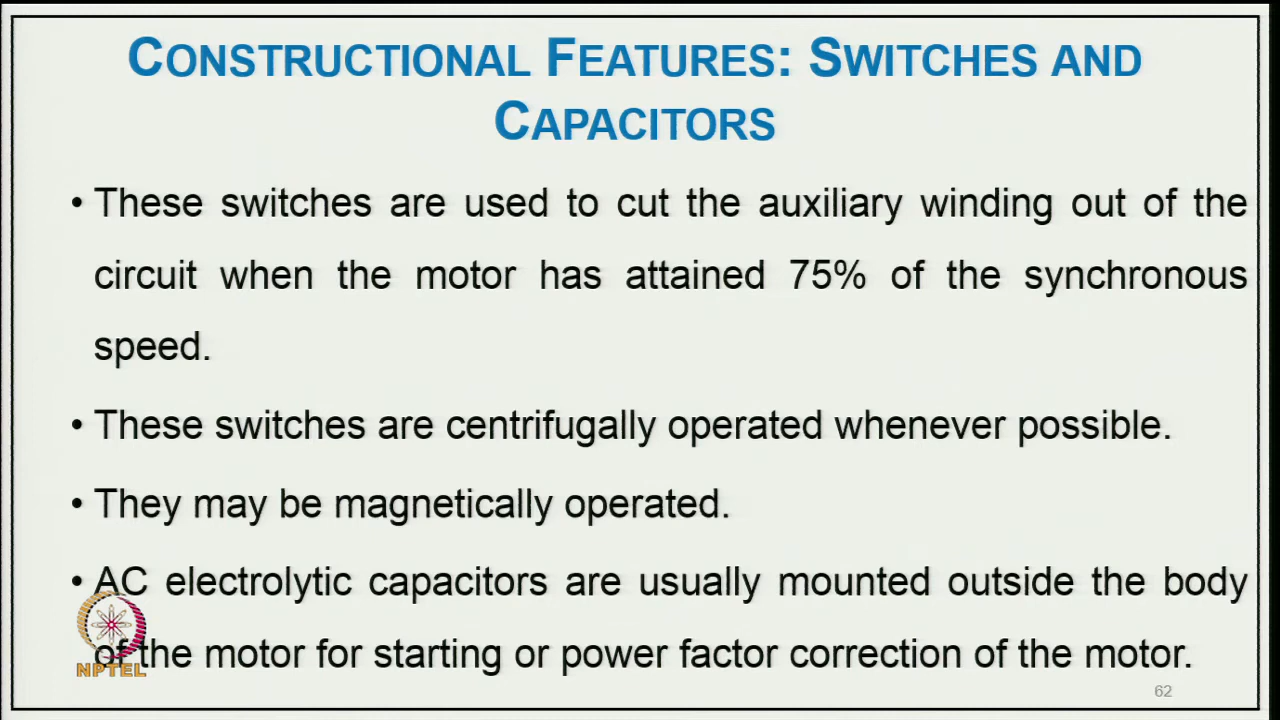 CONSTRUCTIONAL FEATURES: SWITCHES AND
CAPACITORS
• These switches are used to cut the auxiliary winding out of the
circuit when the motor has attained 75% of the synchronous
speed.
• These switches are centrifugally operated whenever possible.
• They may be magnetically operated.
• AC electrolytic capacitors are usually mounted outside the body
of the motor for starting or power factor correction of the motor.
NPTEL
62